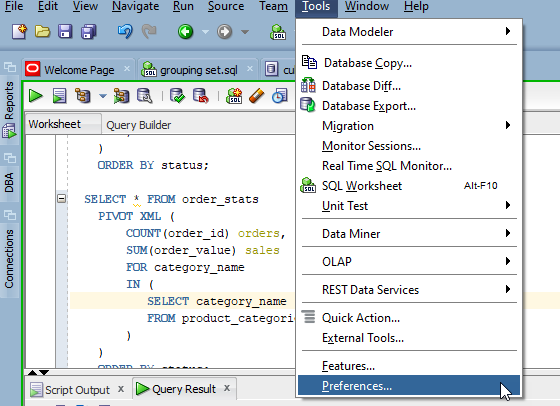 File Edit View Navigate Run Source Team Tools Window Help
Welcome Page grouping set.sql cu
Worksheet Query Builder
)
ORDER BY status;
SELECT * FROM order_stats
PIVOT XML (
COUNT(order_id) orders,
SUM(order_value) sales
FOR category_name
IN (
SELECT category_name
FROM product_categori
)
)
ORDER BY status;
Script Output x Query Result x
Reports
DBA
Connections
Data Modeler
Database Copy...
Database Diff...
Database Export...
Migration
Monitor Sessions...
Real Time SQL Monitor...
SQL Worksheet Alt-F10
Unit Test
Data Miner
OLAP
REST Data Services
Quick Action...
External Tools...
Features...
Preferences...